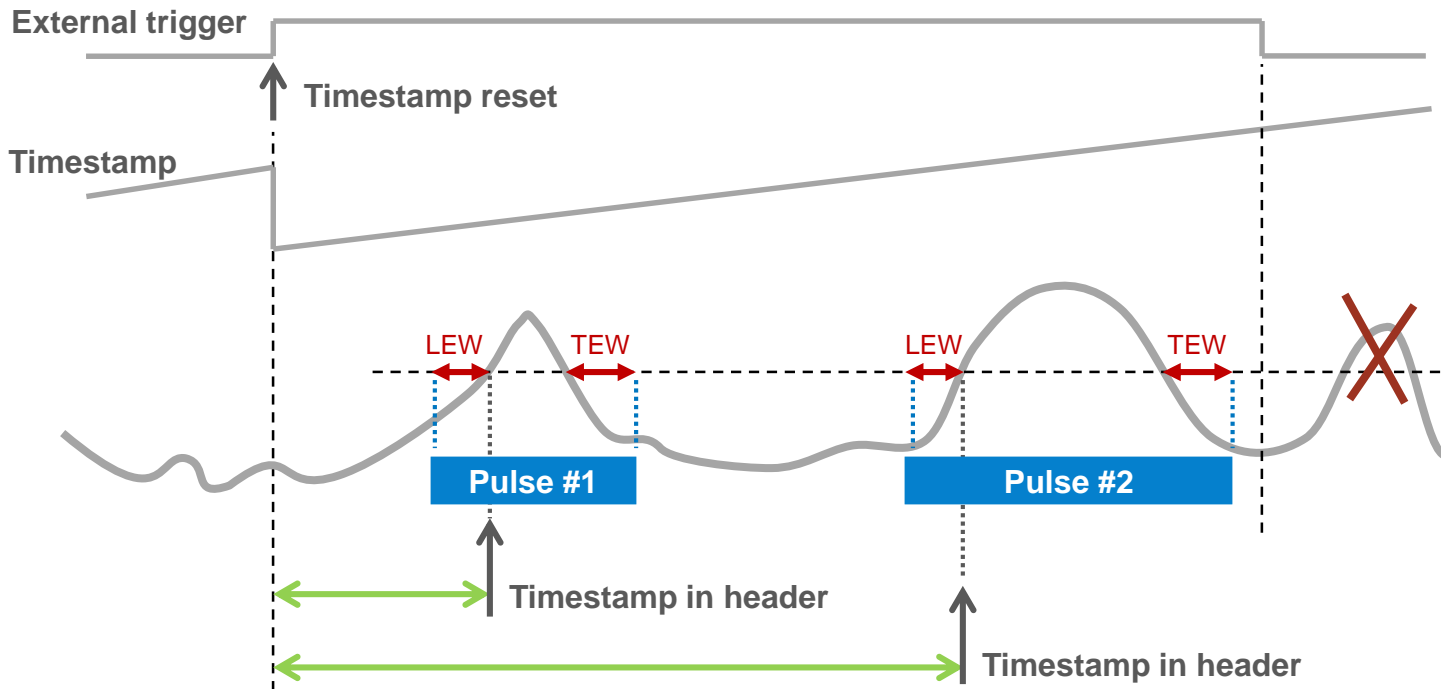 External trigger
Timestamp reset
Timestamp
LEW
TEW
LEW
TEW
Pulse #1
Pulse #2
Timestamp in header
Timestamp in header